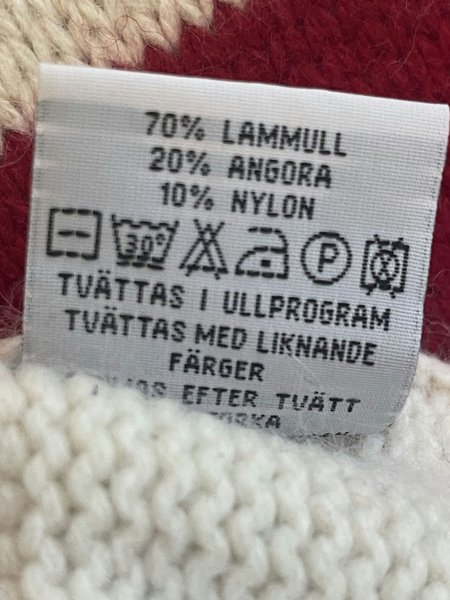 70% LAMMULL
20% ANGORA
10% NYLON
30° P
TVÄTTAS I ULLPROGRAM
TVÄTTAS MED LIKNANDE
FÄRGER
EFTER TVÄTT